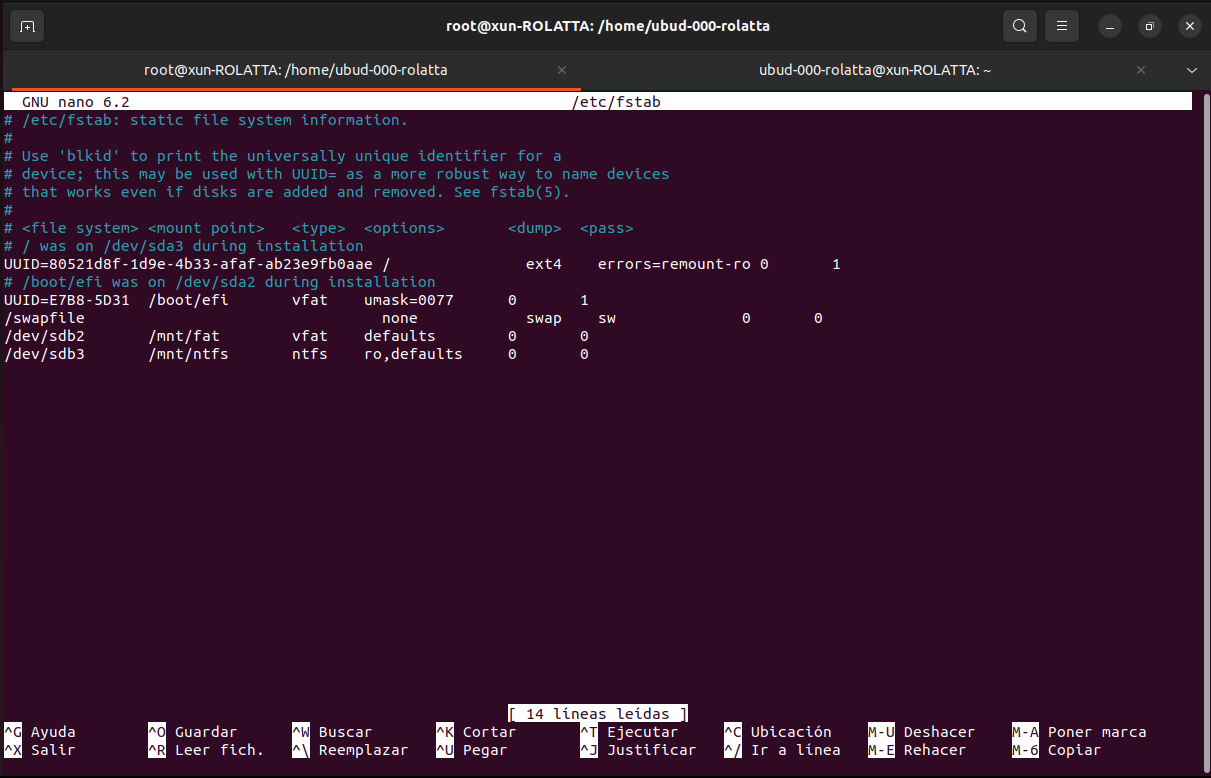 root@xun-ROLATTA: /home/ubud-000-rolatta
root@xun-ROLATTA: /home/ubud-000-rolatta
ubud-000-rolatta@xun-ROLATTA: ~
GNU nano 6.2 /etc/fstab
# /etc/fstab: static file system information.
#
# Use 'blkid' to print the universally unique identifier for a
# device; this may be used with UUID= as a more robust way to name devices
# that works even if disks are added and removed. See fstab(5).
#
# <file system> <mount point>   <type>  <options>       <dump>  <pass>
# / was on /dev/sda3 during installation
UUID=80521d8f-1d9e-4b33-afaf-ab23e9fb0aae /               ext4    errors=remount-ro 0       1
# /boot/efi was on /dev/sda2 during installation
UUID=E7B8-5D31  /boot/efi       vfat    umask=0077      0       1
/swapfile                                 none            swap    sw              0       0
/dev/sdb2       /mnt/fat        vfat    defaults        0       0
/dev/sdb3       /mnt/ntfs       ntfs    ro,defaults     0       0
[ 14 líneas leídas ]
^G Ayuda ^O Guardar ^W Buscar ^K Cortar ^T Ejecutar ^C Ubicación M-U Deshacer M-A Poner marca
^X Salir ^R Leer fich. ^\ Reemplazar ^U Pegar ^J Justificar ^/ Ir a línea M-E Rehacer M-6 Copiar